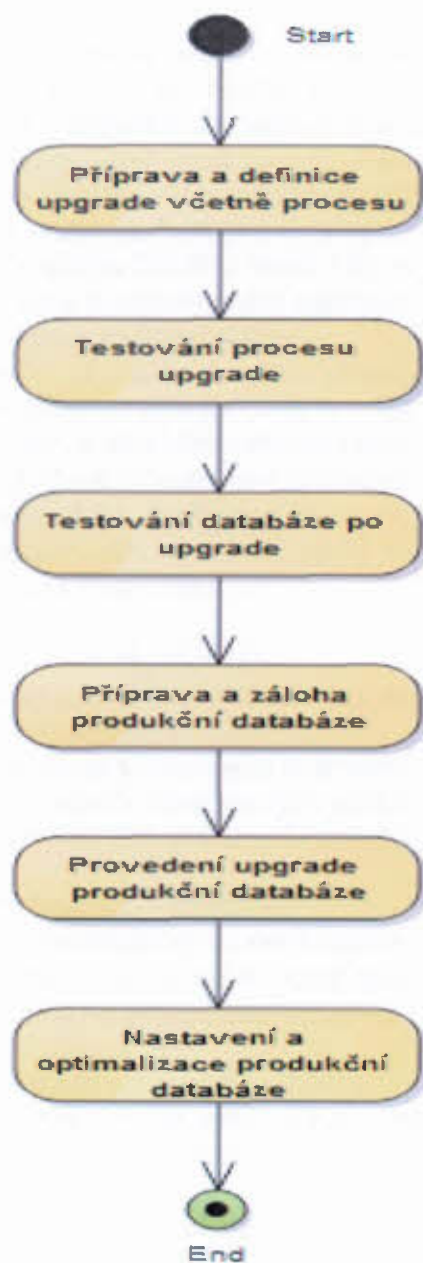 Start
Příprava a definice
upgrade včetně procesu
Testování procesu
upgrade
Testování databáze po
upgrade
Příprava a záloha
produkční databáze
Provedení upgrade
produkční databáze
Nastavení a
optimalizace produkční
databáze
End